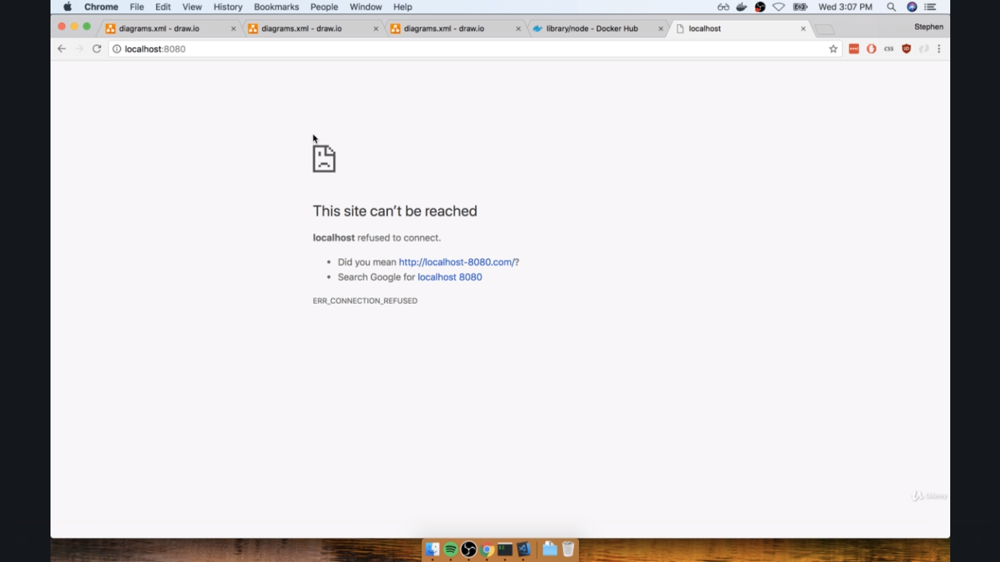 Chrome File Edit View History Bookmarks People Window Help Wed 3:07 PM
diagrams.xml - draw.io diagrams.xml - draw.io diagrams.xml - draw.io library/node - Docker Hub localhost Stephen
localhost:8080 CSS
This site can't be reached
localhost refused to connect.
Did you mean http://localhost-8080.com/?
Search Google for localhost 8080
ERR_CONNECTION_REFUSED
Udemy